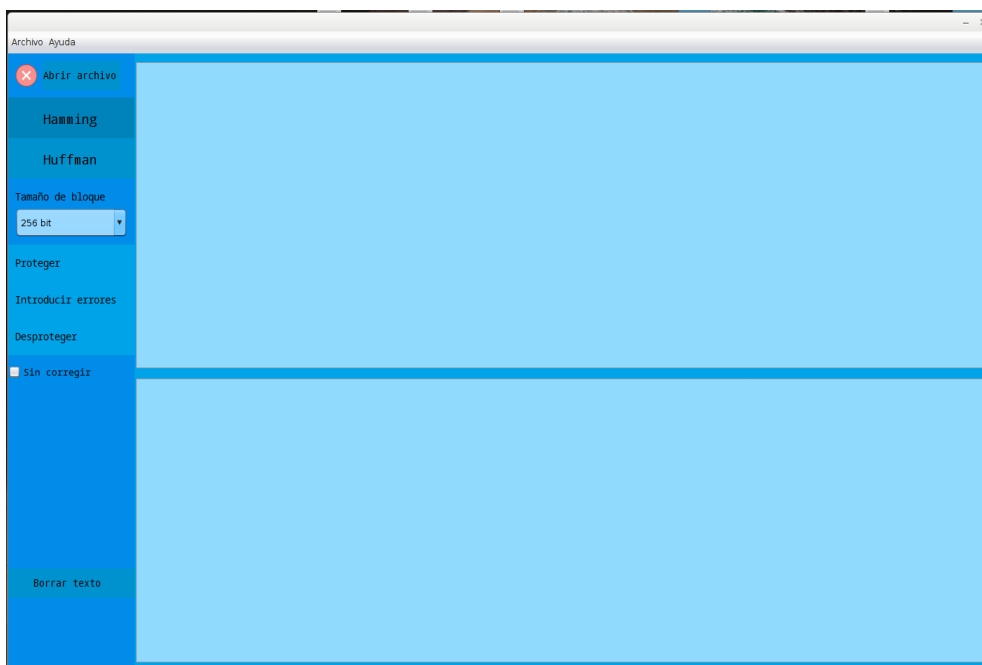 Archivo Ayuda
Abrir archivo
Hamming
Huffman
Tamaño de bloque
256 bit
Proteger
Introducir errores
Desproteger
Sin corregir
Borrar texto